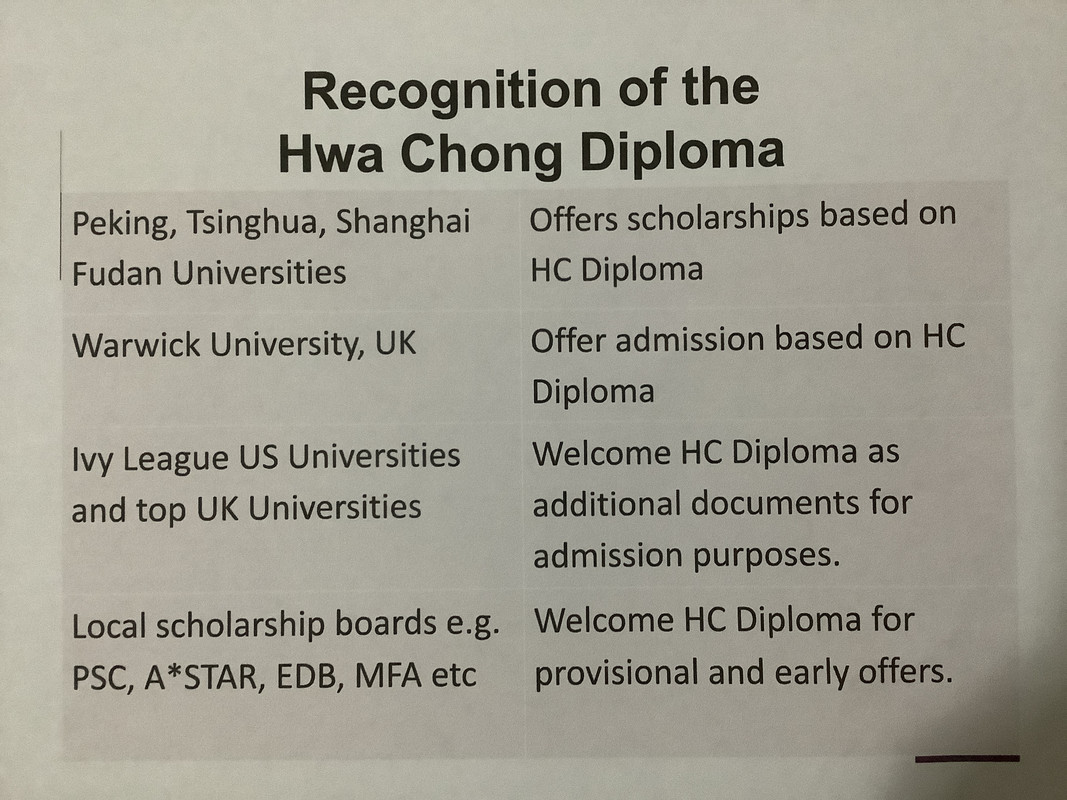 Recognition of the
Hwa Chong Diploma
Peking, Tsinghua, Shanghai
Fudan Universities
Offers scholarships based on
HC Diploma
Warwick University, UK
Offer admission based on HC
Diploma
Ivy League US Universities
and top UK Universities
Welcome HC Diploma as
additional documents for
admission purposes.
Local scholarship boards e.g.
PSC, A*STAR, EDB, MFA etc
Welcome HC Diploma for
provisional and early offers.